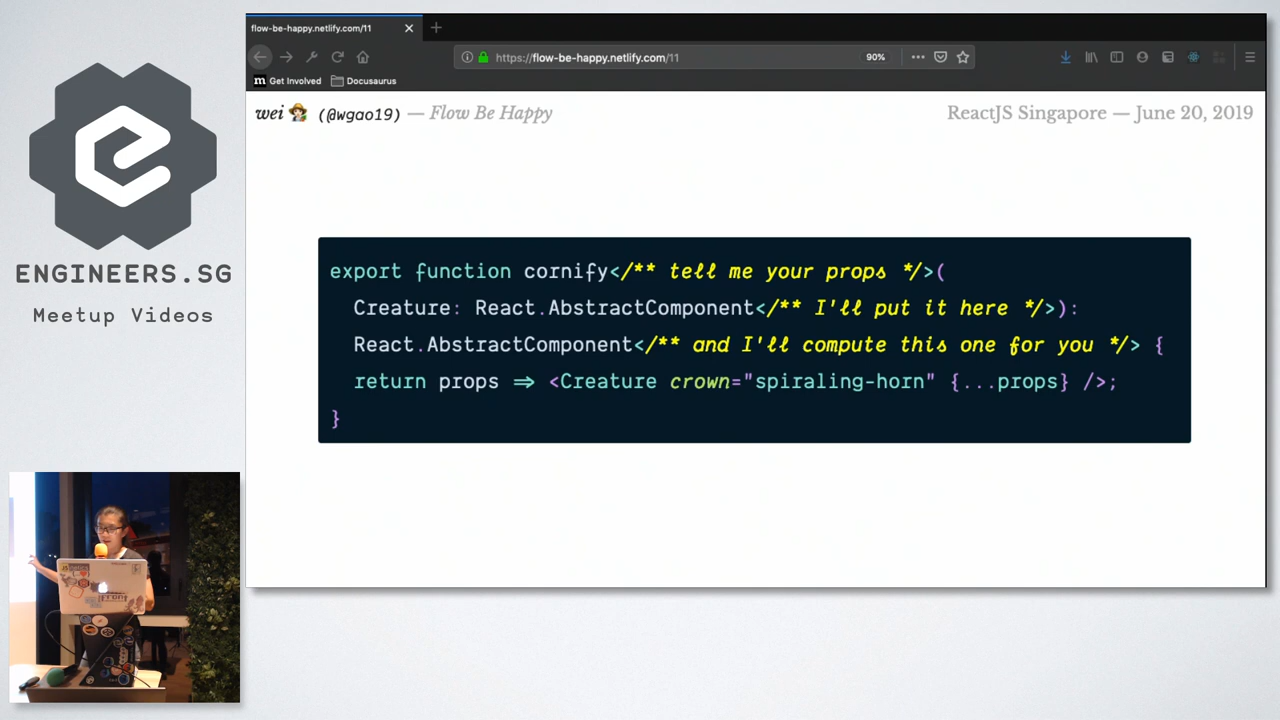 flow-be-happy.netlify.com/11
https://flow-be-happy.netlify.com/11
90%
m Get Involved
Docusaurus
wei (@wgao19) — Flow Be Happy
ReactJS Singapore — June 20, 2019
export function cornify</** tell me your props */>(
Creature: React.AbstractComponent</** I'll put it here */>):
React.AbstractComponent</** and I'll compute this one for you */> {
return props => <Creature crown="spiraling-horn" {...props} />;
}
ENGINEERS.SG
Meetup Videos